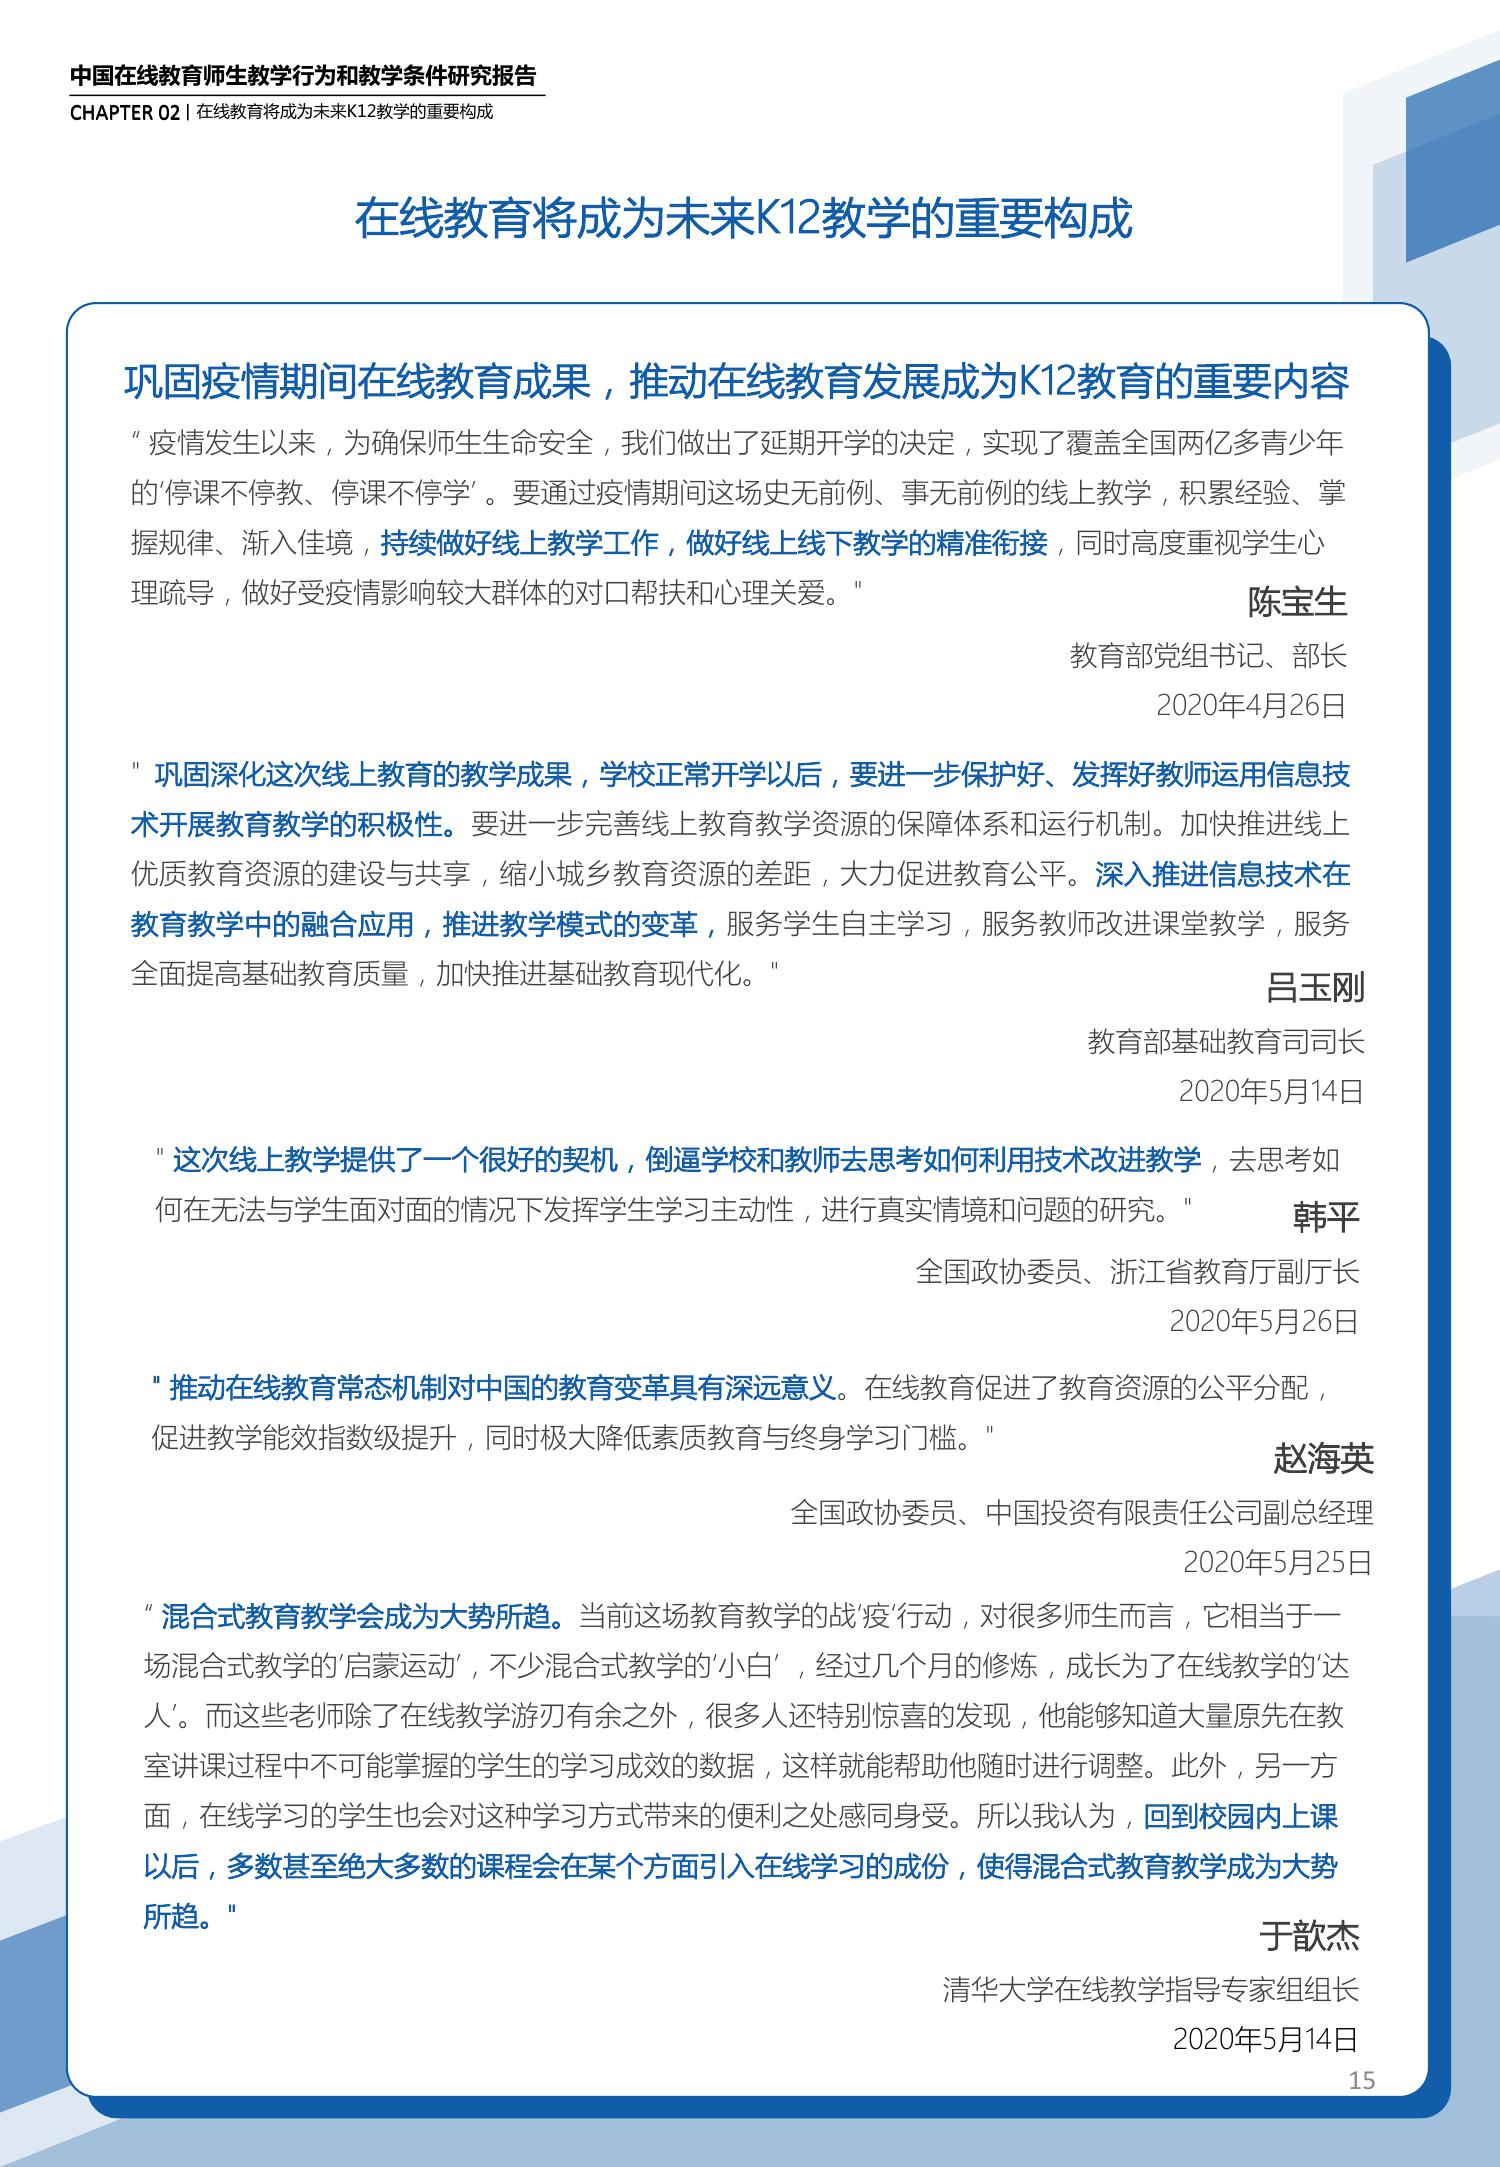 中国在线教育师生教学行为和教学条件研究报告
CHAPTER 02 | 在线教育将成为未来K12教学的重要构成
在线教育将成为未来K12教学的重要构成
巩固疫情期间在线教育成果，推动在线教育发展成为K12教育的重要内容
“ 疫情发生以来，为确保师生生命安全，我们做出了延期开学的决定，实现了覆盖全国两亿多青少年
的‘停课不停教、停课不停学’ 。要通过疫情期间这场史无前例、事无前例的线上教学，积累经验、掌
握规律、渐入佳境，持续做好线上教学工作，做好线上线下教学的精准衔接，同时高度重视学生心
理疏导，做好受疫情影响较大群体的对口帮扶和心理关爱。"
陈宝生
教育部党组书记、部长
2020年4月26日
" 巩固深化这次线上教育的教学成果，学校正常开学以后，要进一步保护好、发挥好教师运用信息技
术开展教育教学的积极性。要进一步完善线上教育教学资源的保障体系和运行机制。加快推进线上
优质教育资源的建设与共享，缩小城乡教育资源的差距，大力促进教育公平。深入推进信息技术在
教育教学中的融合应用，推进教学模式的变革，服务学生自主学习，服务教师改进课堂教学，服务
全面提高基础教育质量，加快推进基础教育现代化。"
吕玉刚
教育部基础教育司司长
2020年5月14日
" 这次线上教学提供了一个很好的契机，倒逼学校和教师去思考如何利用技术改进教学，去思考如
何在无法与学生面对面的情况下发挥学生学习主动性，进行真实情境和问题的研究。"
韩平
全国政协委员、浙江省教育厅副厅长
2020年5月26日
" 推动在线教育常态机制对中国的教育变革具有深远意义。在线教育促进了教育资源的公平分配，
促进教学能效指数级提升，同时极大降低素质教育与终身学习门槛。"
赵海英
全国政协委员、中国投资有限责任公司副总经理
2020年5月25日
“ 混合式教育教学会成为大势所趋。当前这场教育教学的战‘疫’行动，对很多师生而言，它相当于一
场混合式教学的‘启蒙运动’，不少混合式教学的‘小白’ ，经过几个月的修炼，成长为了在线教学的‘达
人’。而这些老师除了在线教学游刃有余之外，很多人还特别惊喜的发现，他能够知道大量原先在教
室讲课过程中不可能掌握的学生的学习成效的数据，这样就能帮助他随时进行调整。此外，另一方
面，在线学习的学生也会对这种学习方式带来的便利之处感同身受。所以我认为，回到校园内上课
以后，多数甚至绝大多数的课程会在某个方面引入在线学习的成份，使得混合式教育教学成为大势
所趋。"
于歆杰
清华大学在线教学指导专家组组长
2020年5月14日
15